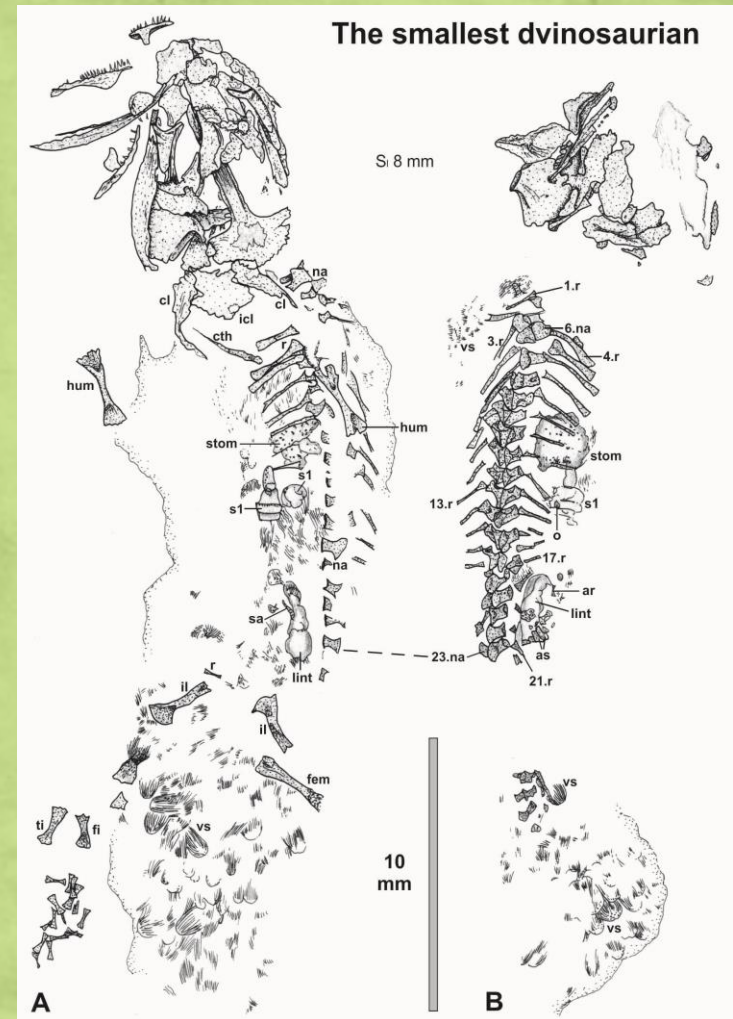 The smallest dvinosaurian
Sl 8 mm
na
cl
icl
cl
cth
r
hum
hum
stom
s1
s1
na
sa
lint
r
il
il
fem
ti
fi
vs
A
1.r
vs
3.r
6.na
4.r
stom
13.r
s1
o
17.r
ar
lint
as
23.na
21.r
10
mm
vs
vs
B